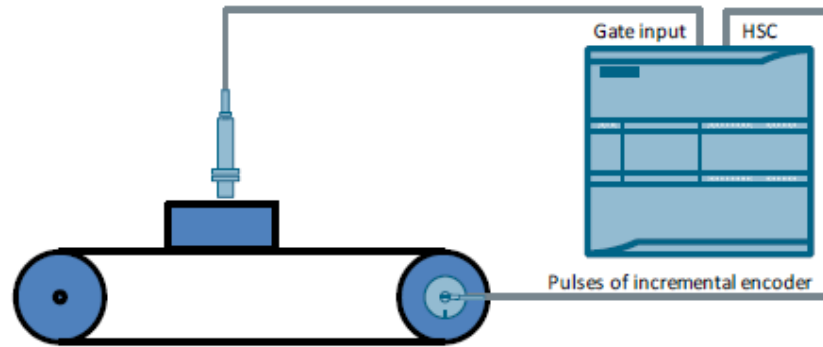 Gate input
HSC
Pulses of incremental encoder